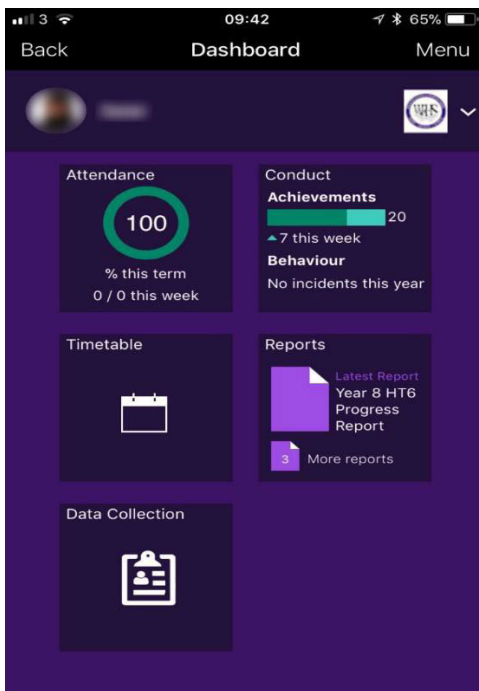 3 09:42 65%
Back Dashboard Menu
WHS
Attendance
100
% this term
0 / 0 this week
Conduct
Achievements
20
7 this week
Behaviour
No incidents this year
Timetable
Reports
Latest Report
Year 8 HT6
Progress
Report
3 More reports
Data Collection